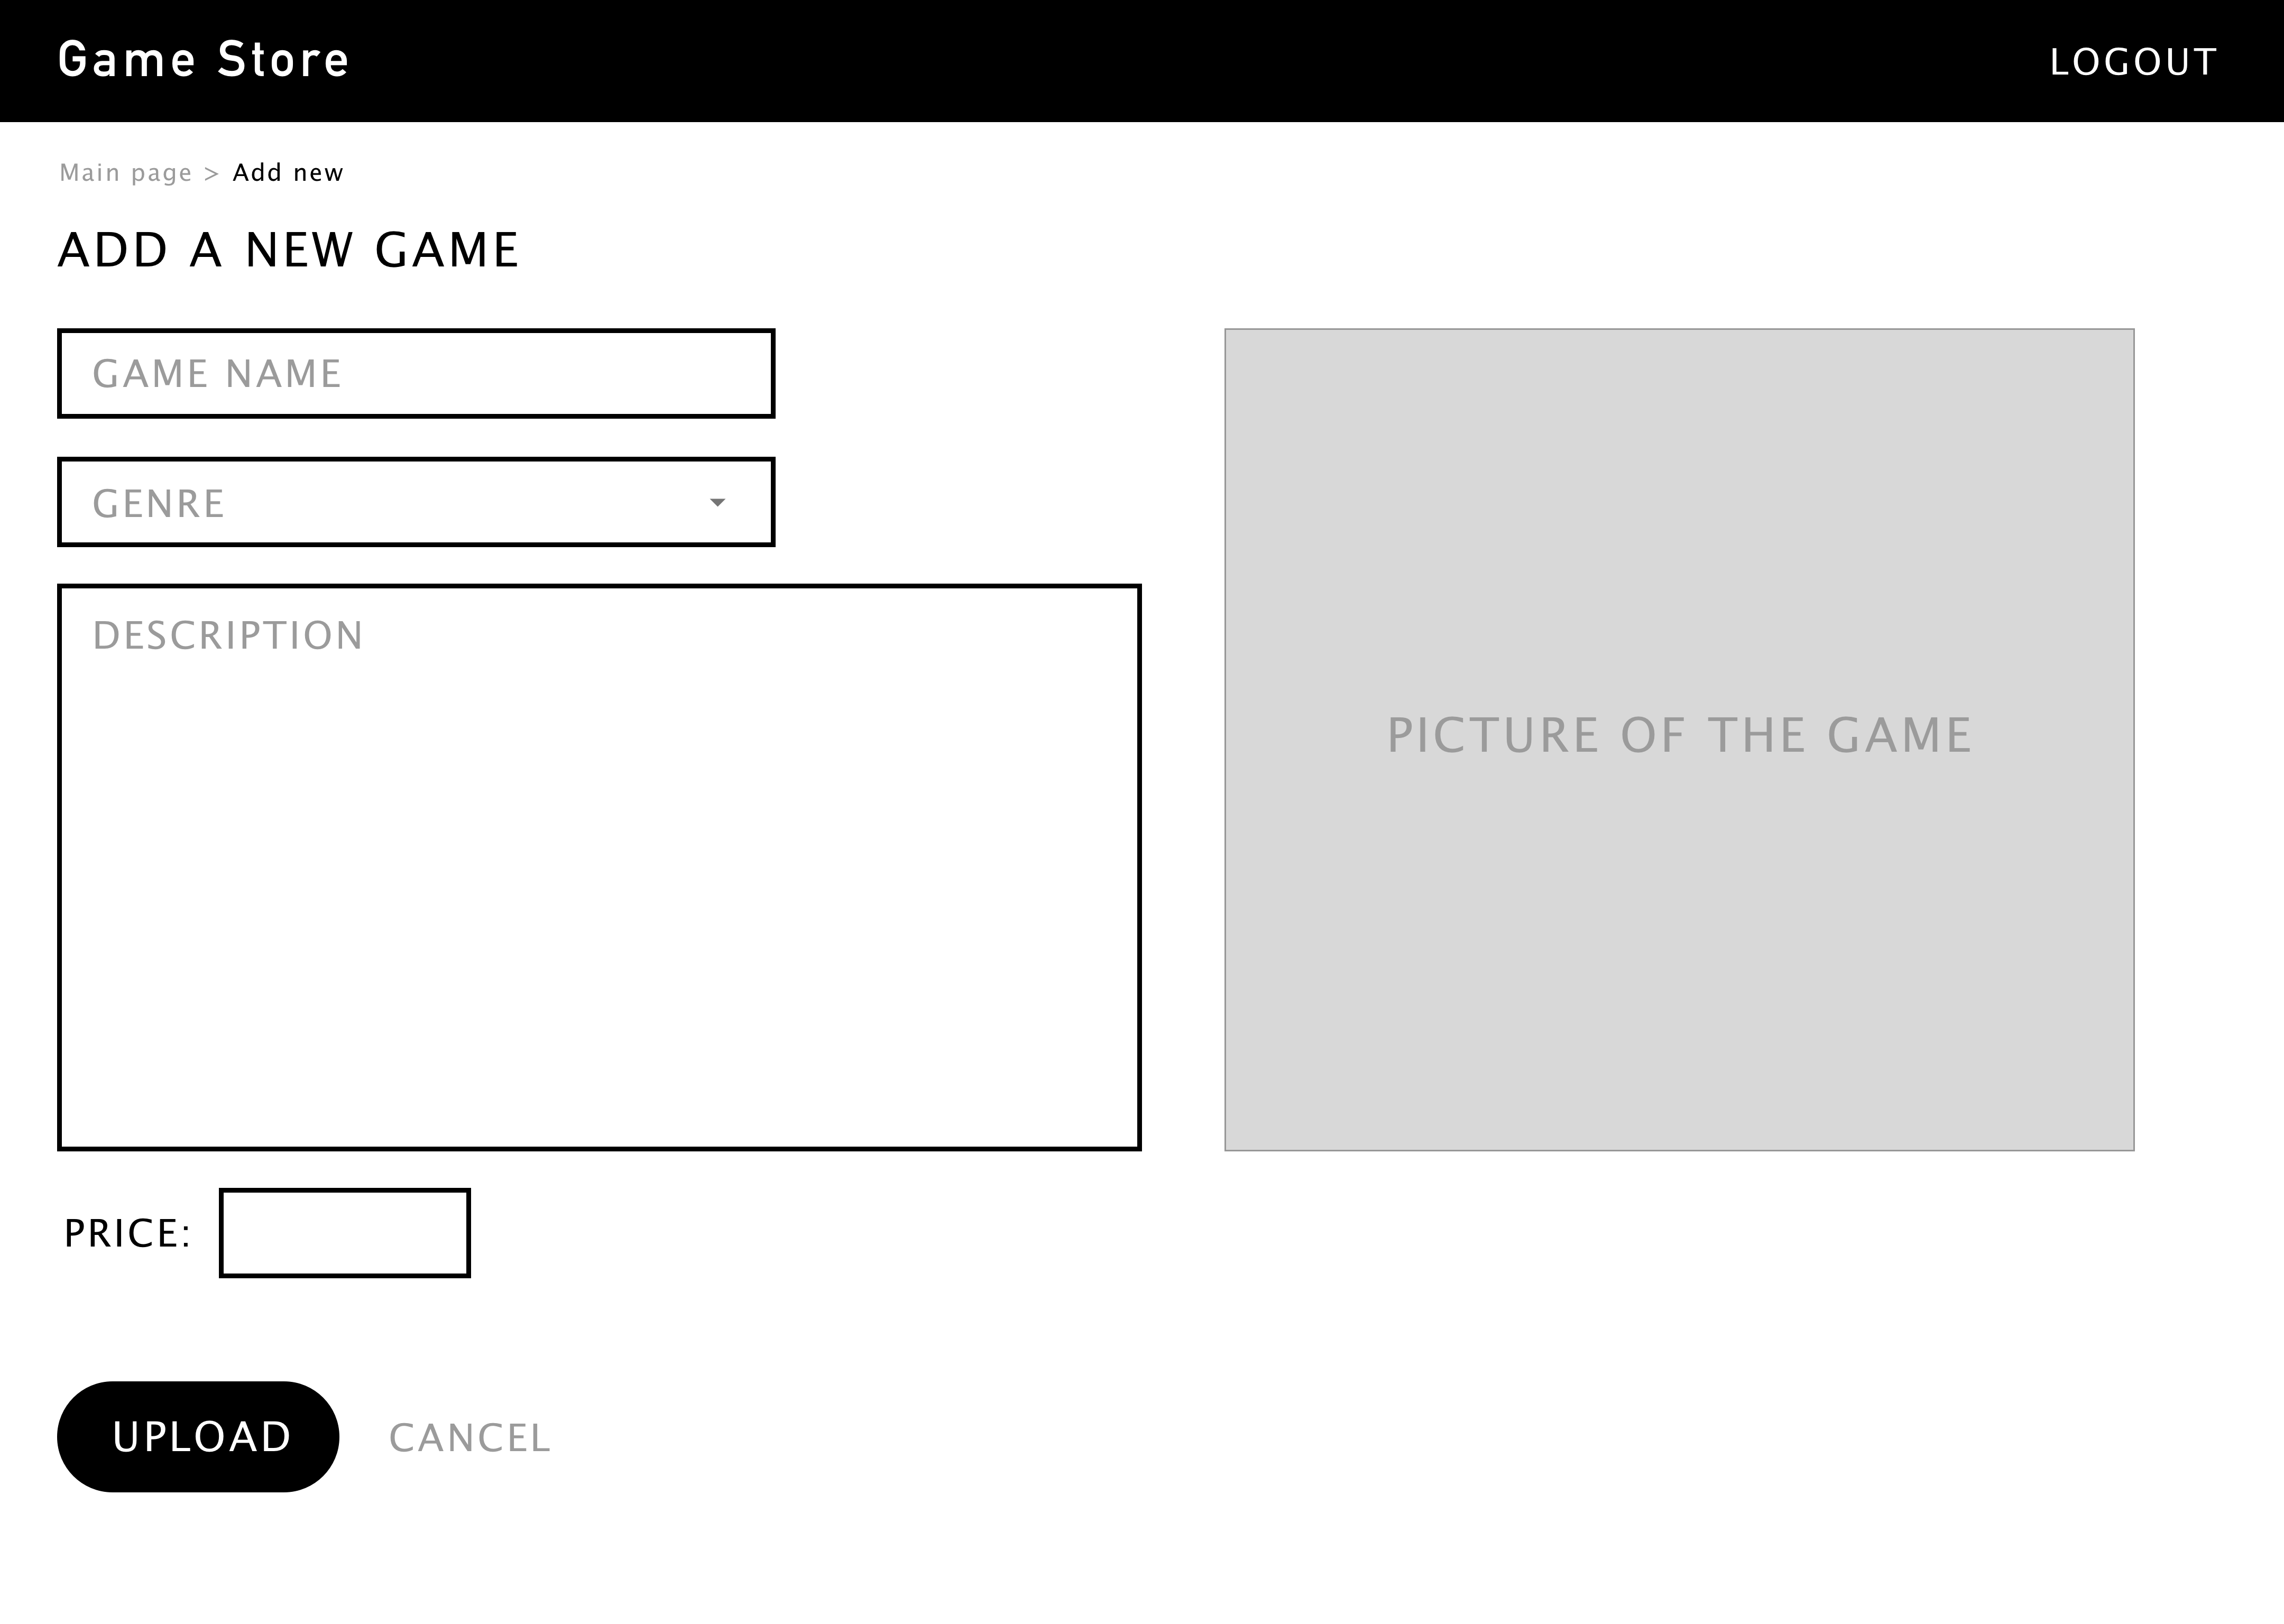 Game Store
LOGOUT
Main page > Add new
ADD A NEW GAME
GAME NAME
GENRE
DESCRIPTION
PICTURE OF THE GAME
PRICE:
UPLOAD
CANCEL